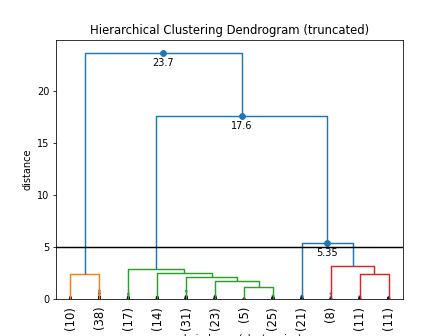 Hierarchical Clustering Dendrogram (truncated)
23.7
17.6
5.35
distance
20
15
10
5
0
(10) (38) (17) (14) (31) (23) (5) (25) (21) (8) (11) (11)